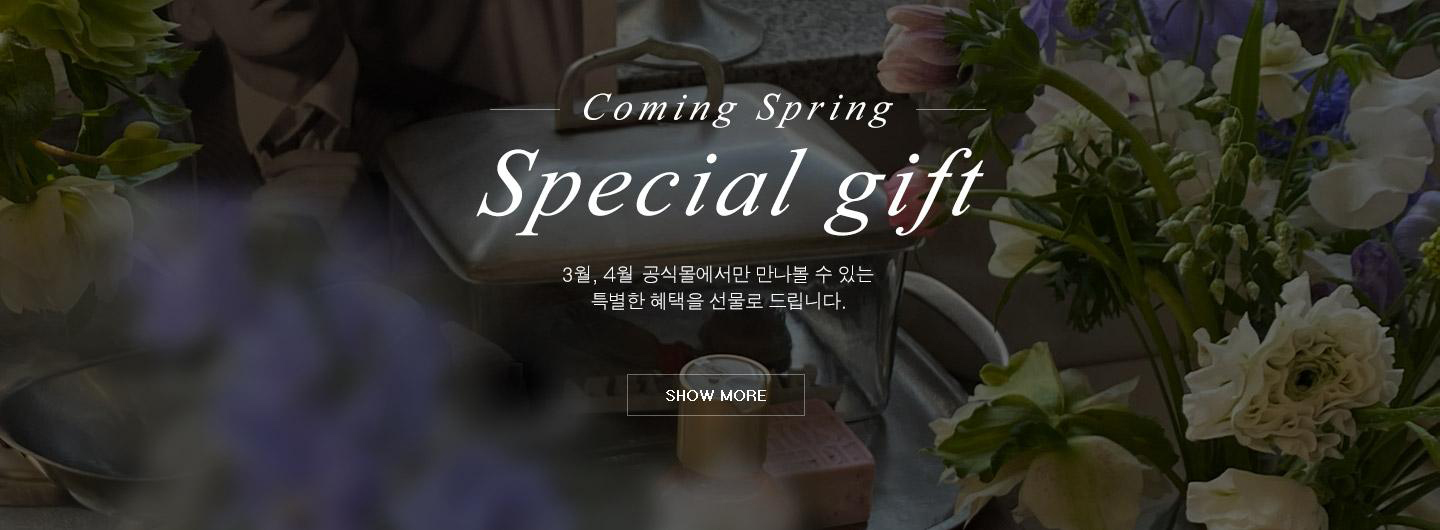 Coming Spring
Special gift
3월, 4월 공식몰에서만 만나볼 수 있는
특별한 혜택을 선물로 드립니다.
SHOW MORE